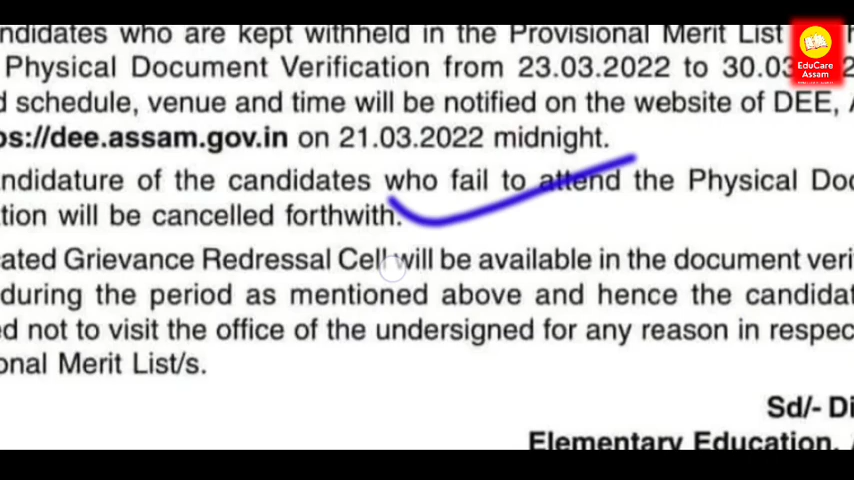 ndidates who are kept withheld in the Provisional Merit List
Physical Document Verification from 23.03.2022 to 30.03
d schedule, venue and time will be notified on the website of DEE, A
ps://dee.assam.gov.in on 21.03.2022 midnight.
ndidature of the candidates who fail to attend the Physical Doc
tion will be cancelled forthwith.
ated Grievance Redressal Cell will be available in the document veri
during the period as mentioned above and hence the candidat
ed not to visit the office of the undersigned for any reason in respec
onal Merit List/s.
Sd/- Di
Elementary Education, A
EduCare
Assam